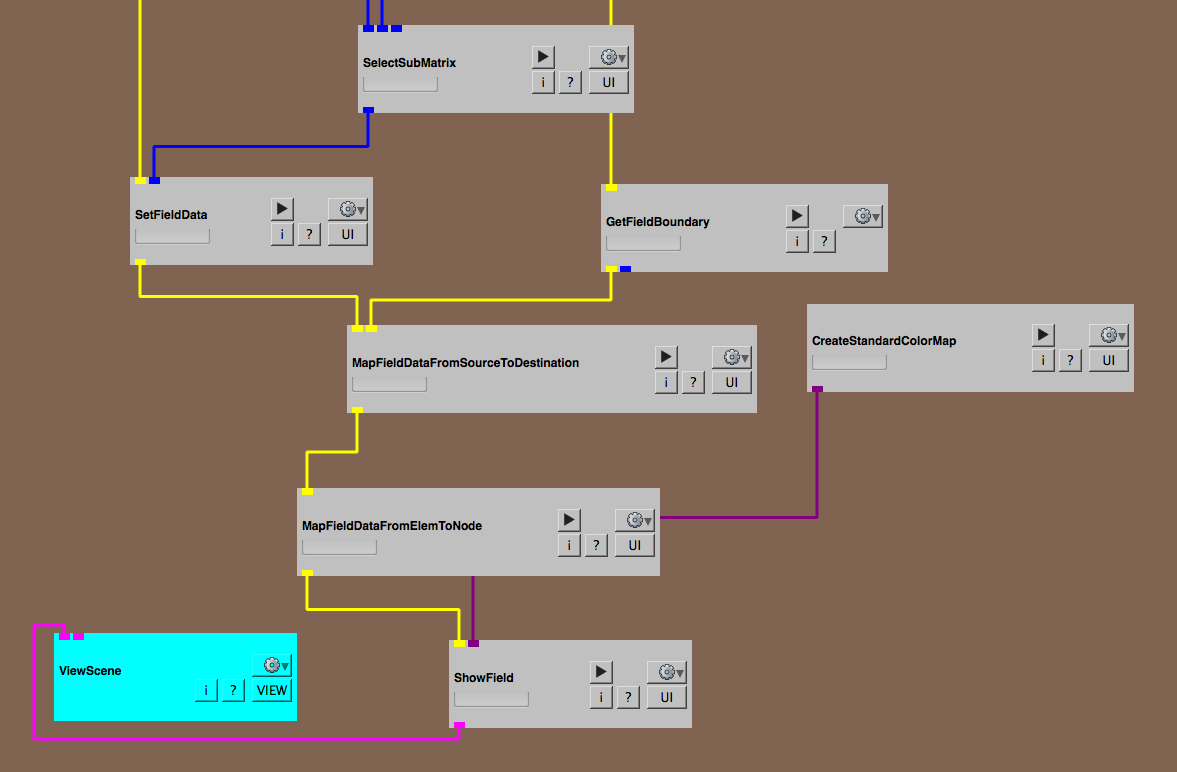 SelectSubMatrix
i ? UI
SetFieldData
i ? UI
GetFieldBoundary
i ?
MapFieldDataFromSourceToDestination
i ? UI
CreateStandardColorMap
i ? UI
MapFieldDataFromElemToNode
i ? UI
ViewScene
i ? VIEW
ShowField
i ? UI